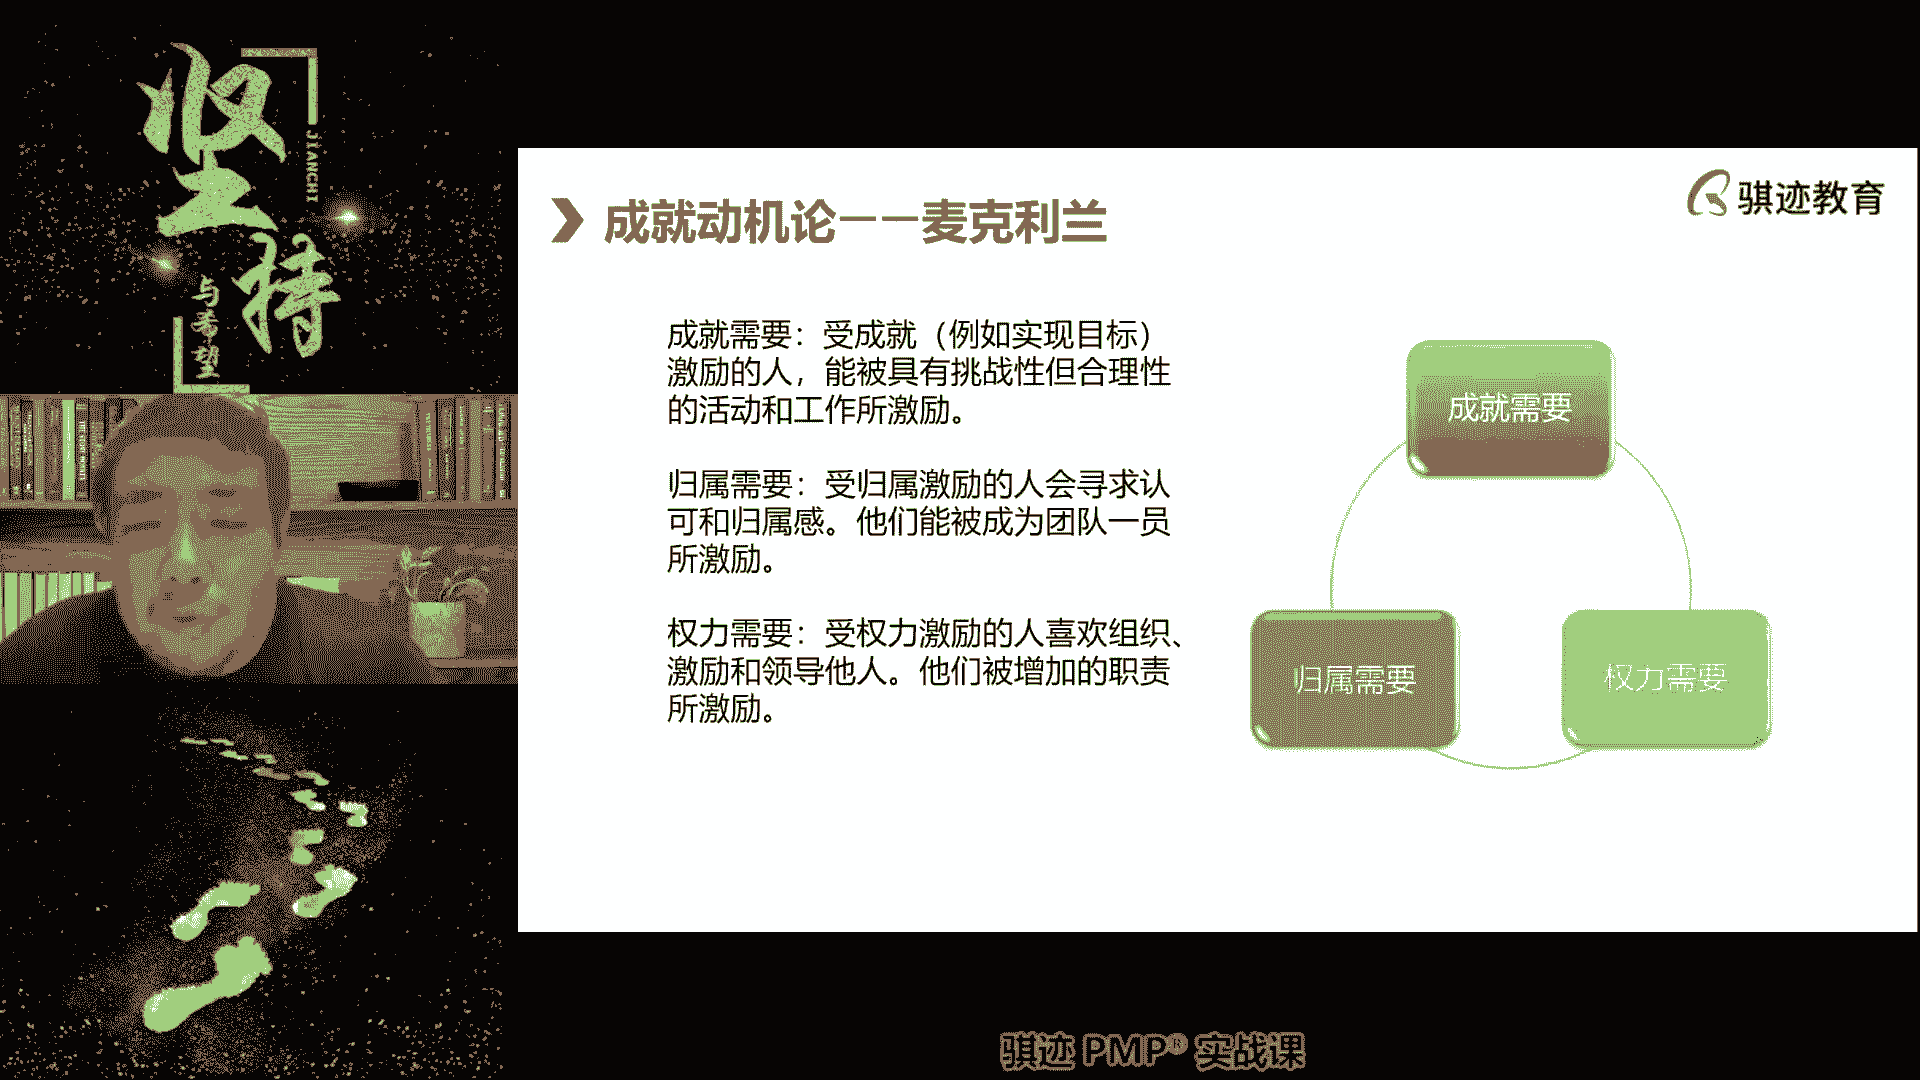 坚持
JIANCHI
与希望
骐迹教育
成就动机论——麦克利兰
成就需要：受成就（例如实现目标）
激励的人，能被具有挑战性但合理性
的活动和工作所激励。
归属需要：受归属激励的人会寻求认
可和归属感。他们能被成为团队一员
所激励。
权力需要：受权力激励的人喜欢组织、
激励和领导他人。他们被增加的职责
所激励。
成就需要
归属需要
权力需要
骐迹 PMP® 实战课